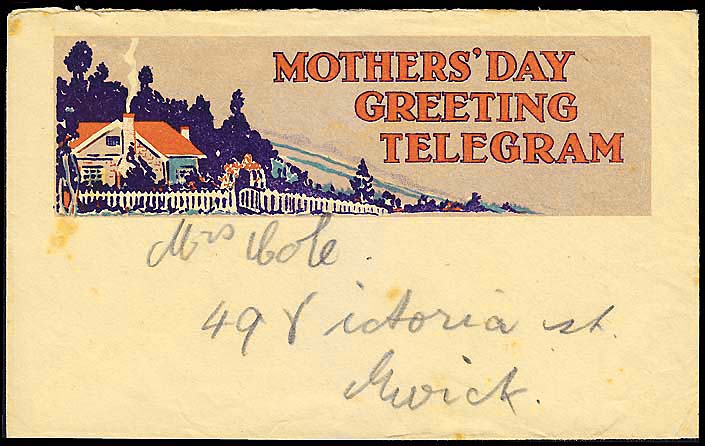 MOTHERS' DAY
GREETING
TELEGRAM
Mrs Cole
49 Victoria st.